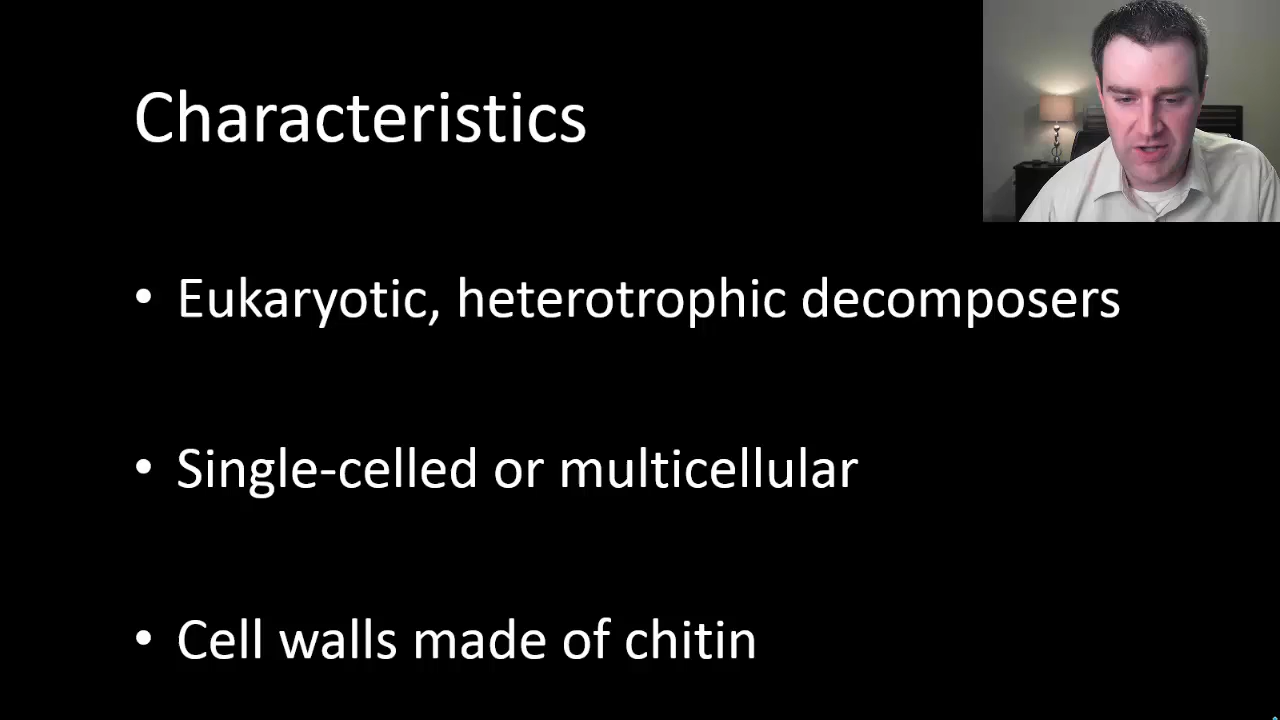 Characteristics
• Eukaryotic, heterotrophic decomposers
• Single-celled or multicellular
• Cell walls made of chitin